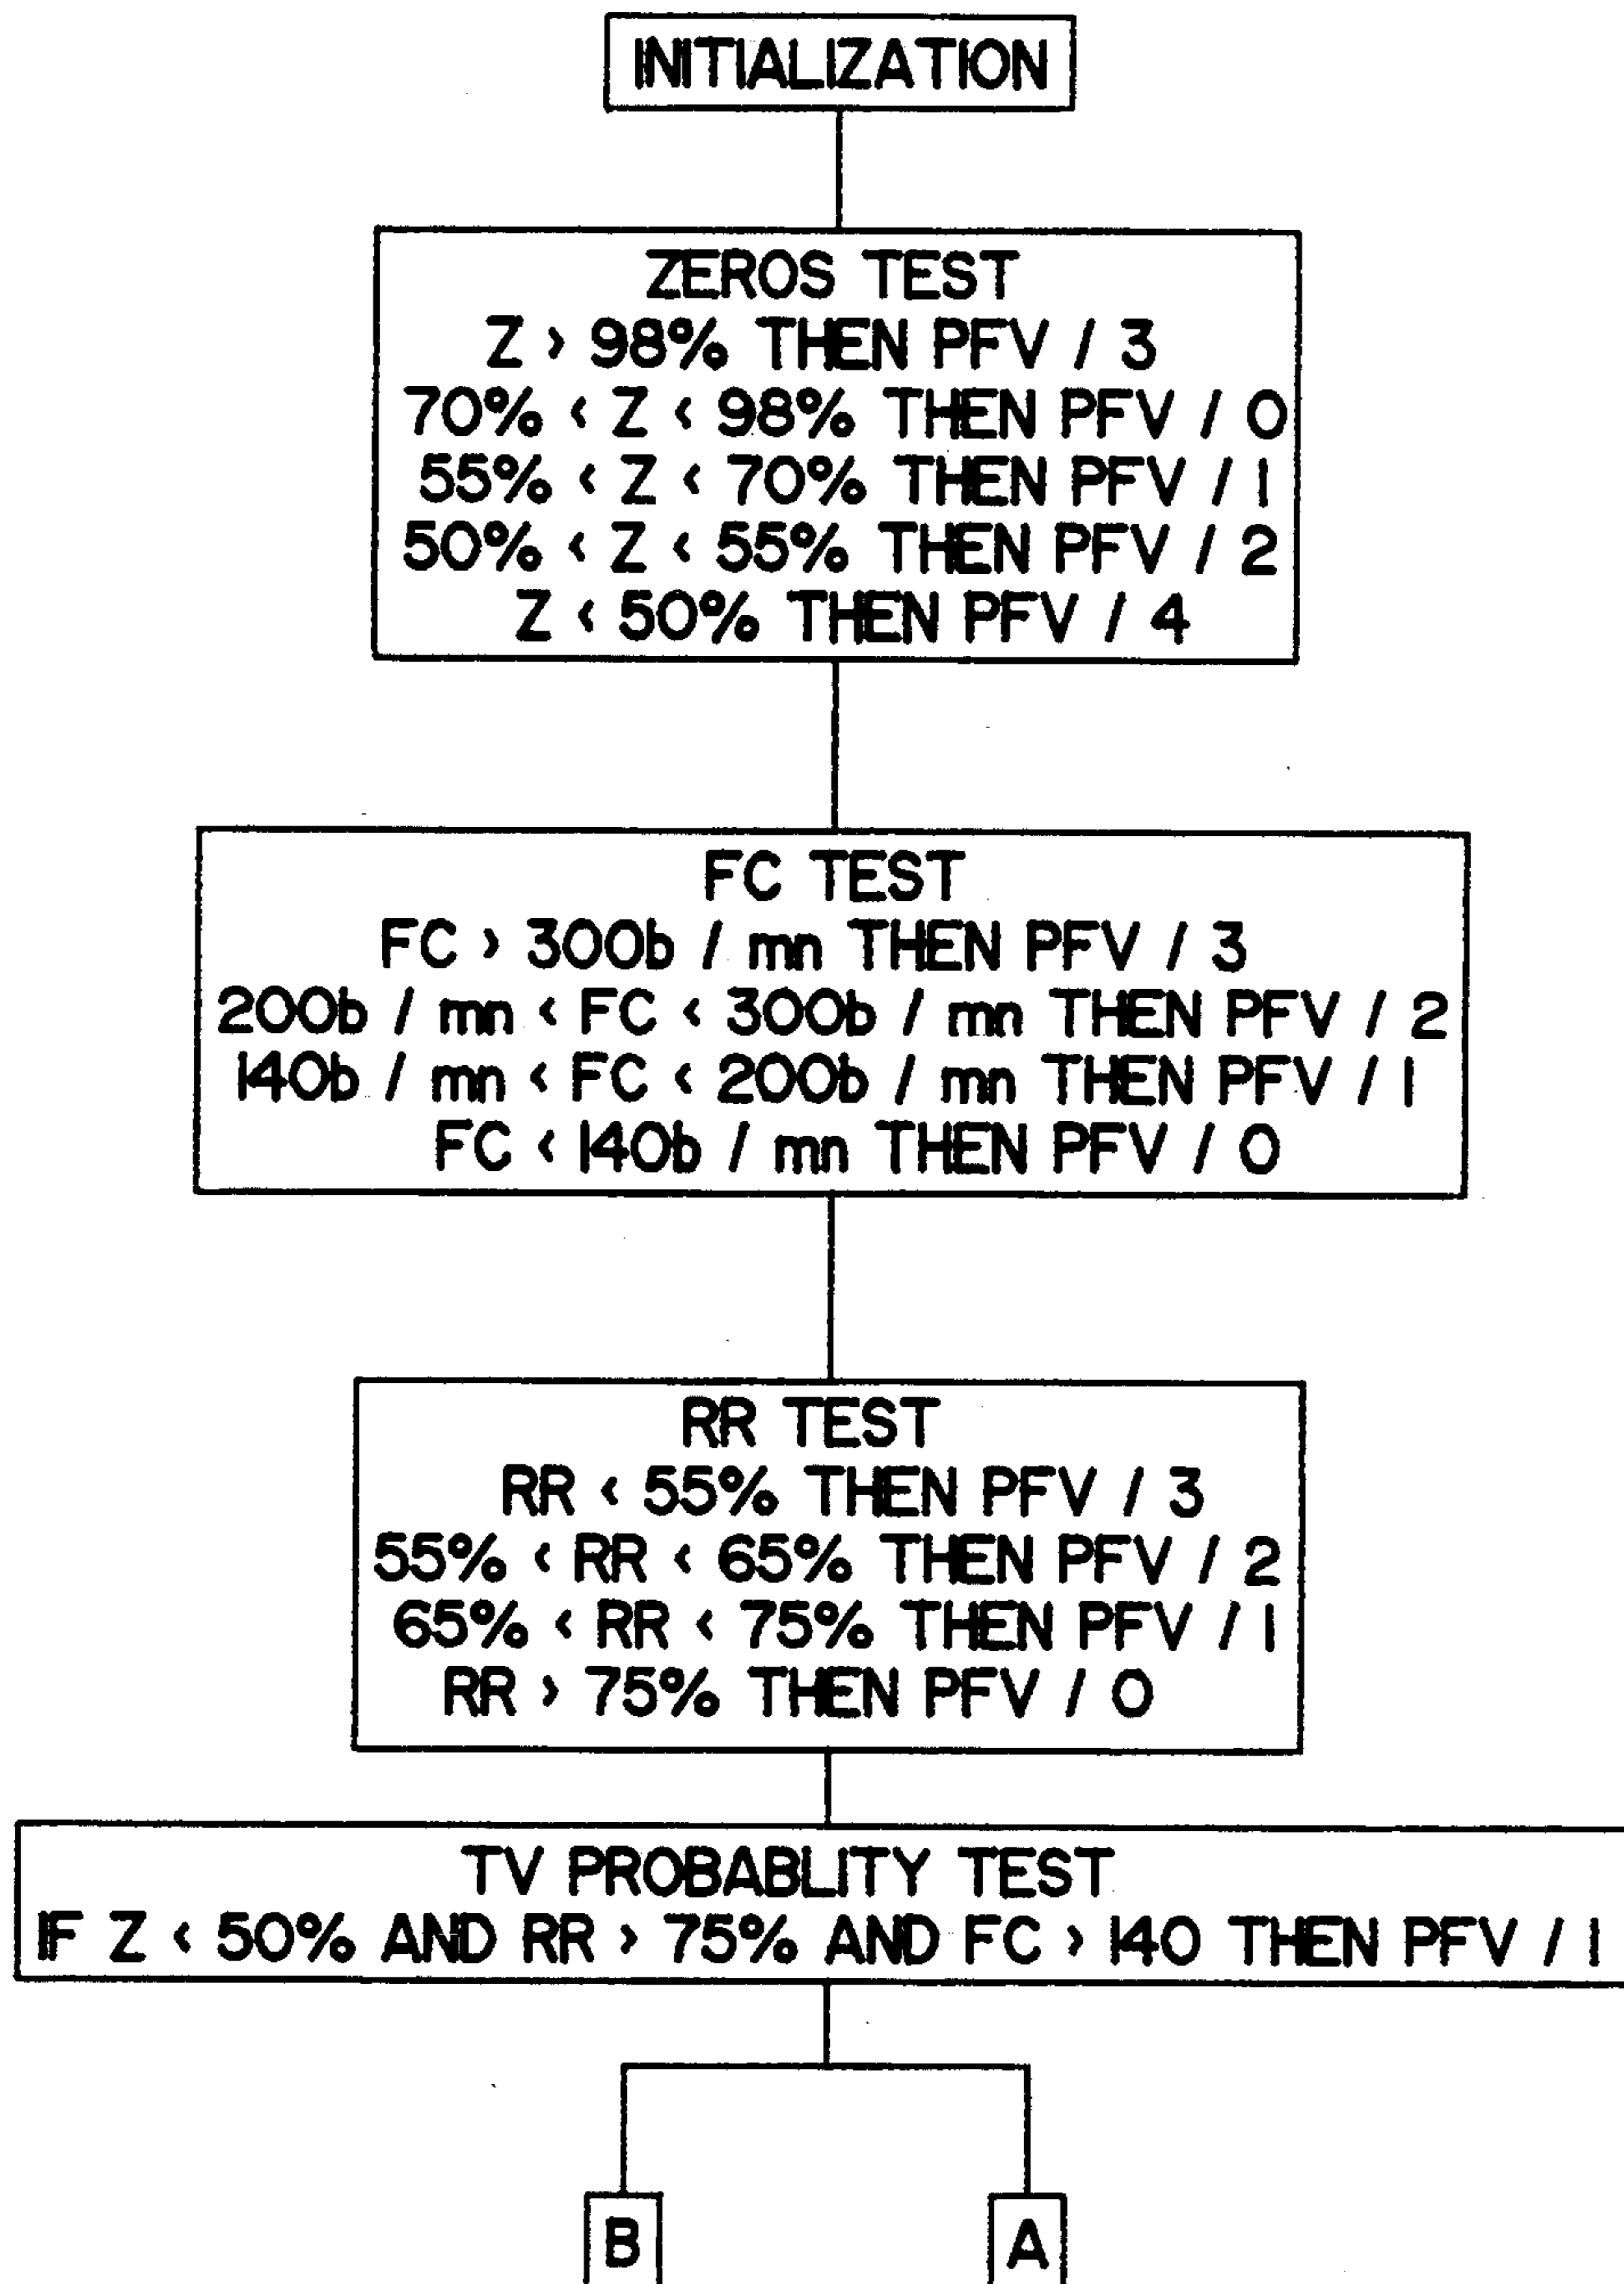 INITIALIZATION
ZEROS TEST
Z > 98% THEN PFV / 3
70% < Z < 98% THEN PFV / 0
55% < Z < 70% THEN PFV / 1
50% < Z < 55% THEN PFV / 2
Z < 50% THEN PFV / 4
FC TEST
FC > 300b / mn THEN PFV / 3
200b / mn < FC < 300b / mn THEN PFV / 2
140b / mn < FC < 200b / mn THEN PFV / 1
FC < 140b / mn THEN PFV / 0
RR TEST
RR < 55% THEN PFV / 3
55% < RR < 65% THEN PFV / 2
65% < RR < 75% THEN PFV / 1
RR > 75% THEN PFV / 0
TV PROBABLITY TEST
IF Z < 50% AND RR > 75% AND FC > 140 THEN PFV / 1
B A